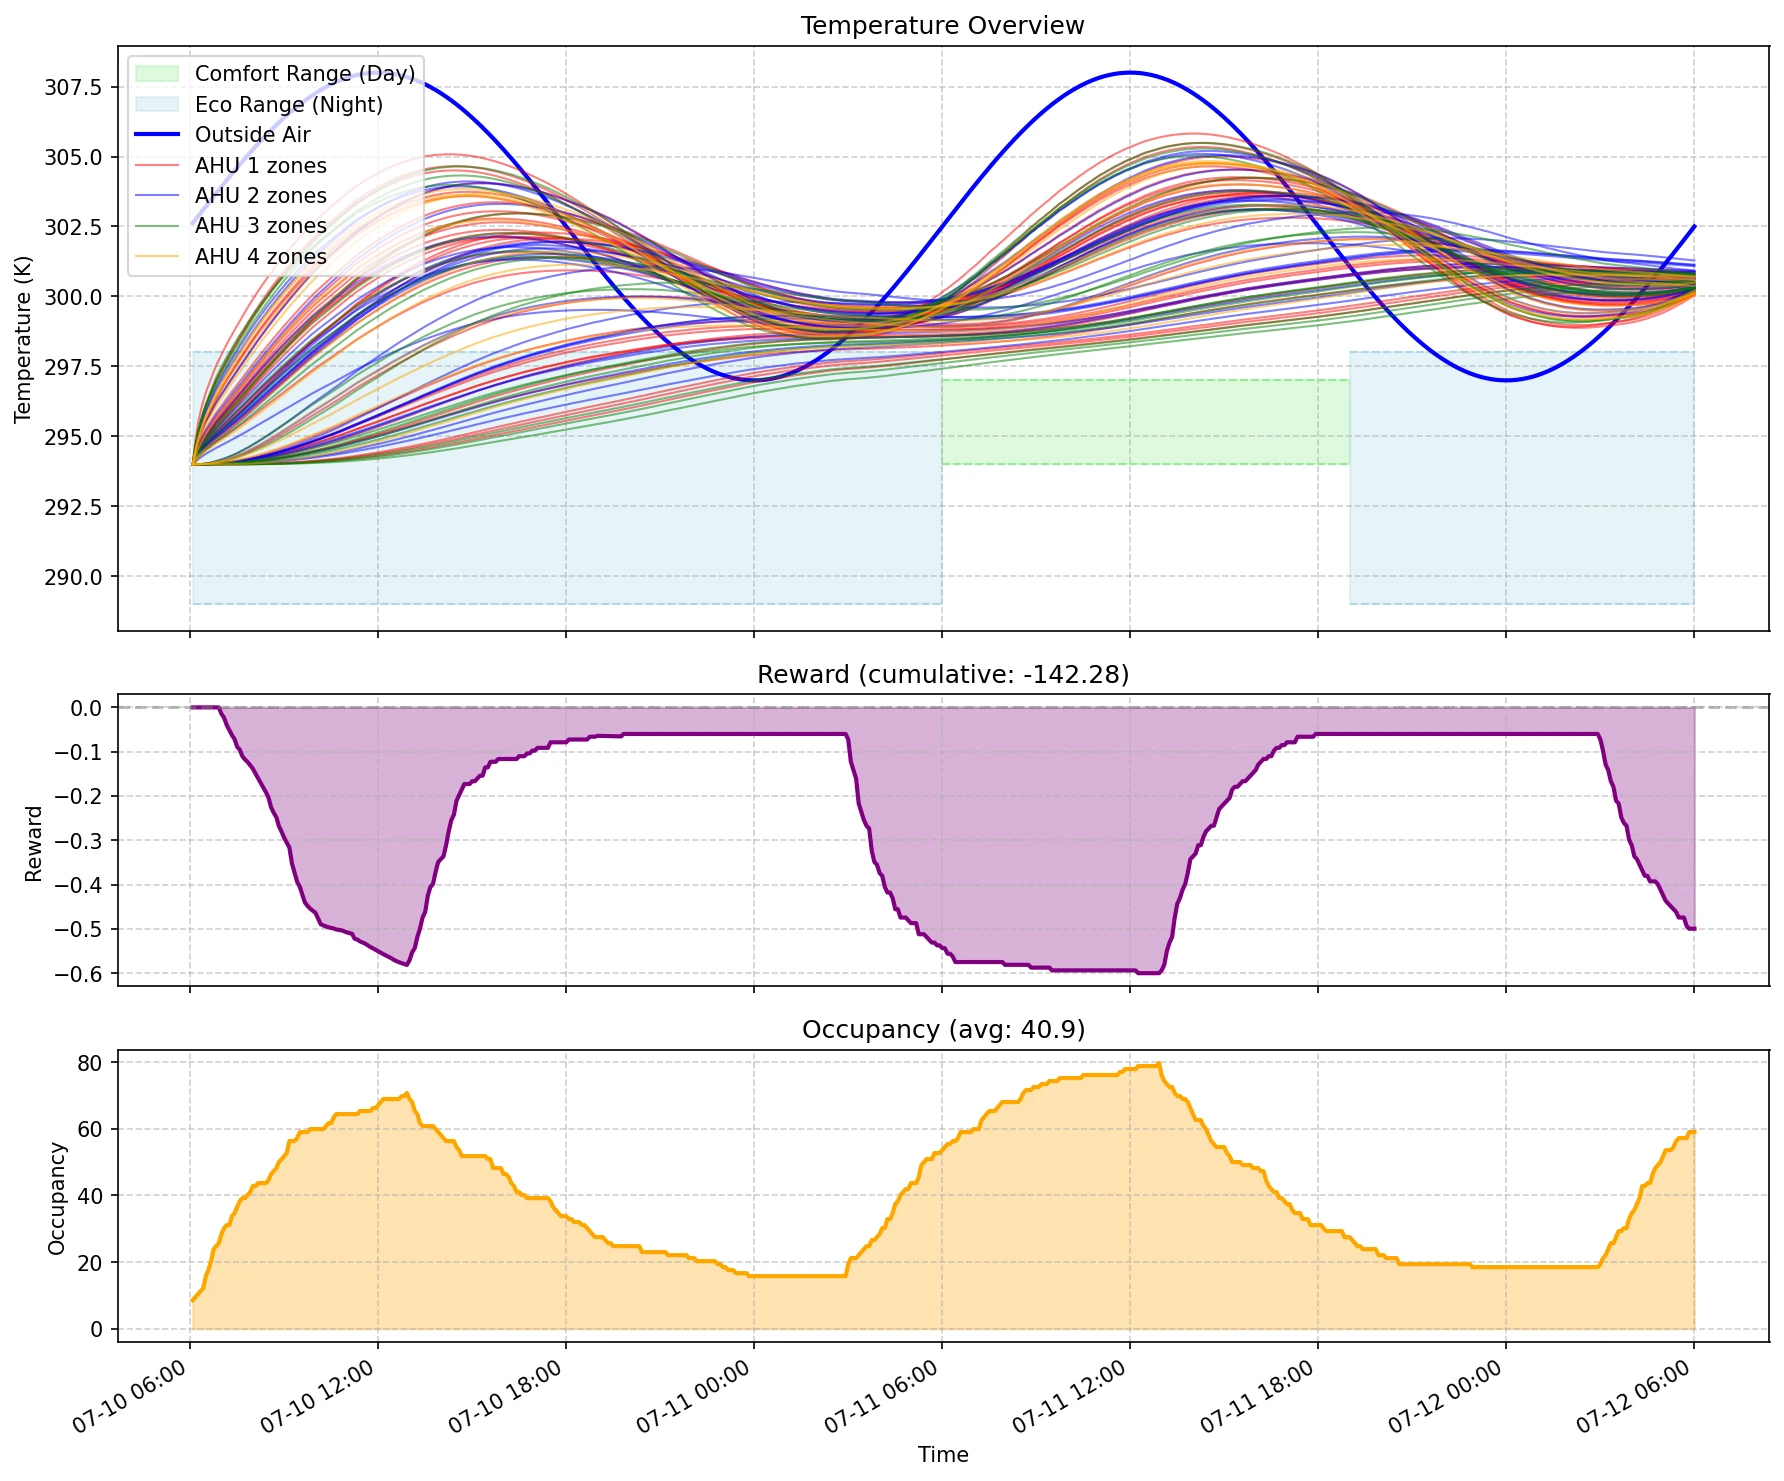 Temperature Overview
Temperature (K)
307.5
305.0
302.5
300.0
297.5
295.0
292.5
290.0
Comfort Range (Day)
Eco Range (Night)
Outside Air
AHU 1 zones
AHU 2 zones
AHU 3 zones
AHU 4 zones
Reward (cumulative: -142.28)
Reward
0.0
−0.1
−0.2
−0.3
−0.4
−0.5
−0.6
Occupancy (avg: 40.9)
Occupancy
80
60
40
20
0
07-10 06:00
07-10 12:00
07-10 18:00
07-11 00:00
07-11 06:00
07-11 12:00
07-11 18:00
07-12 00:00
07-12 06:00
Time